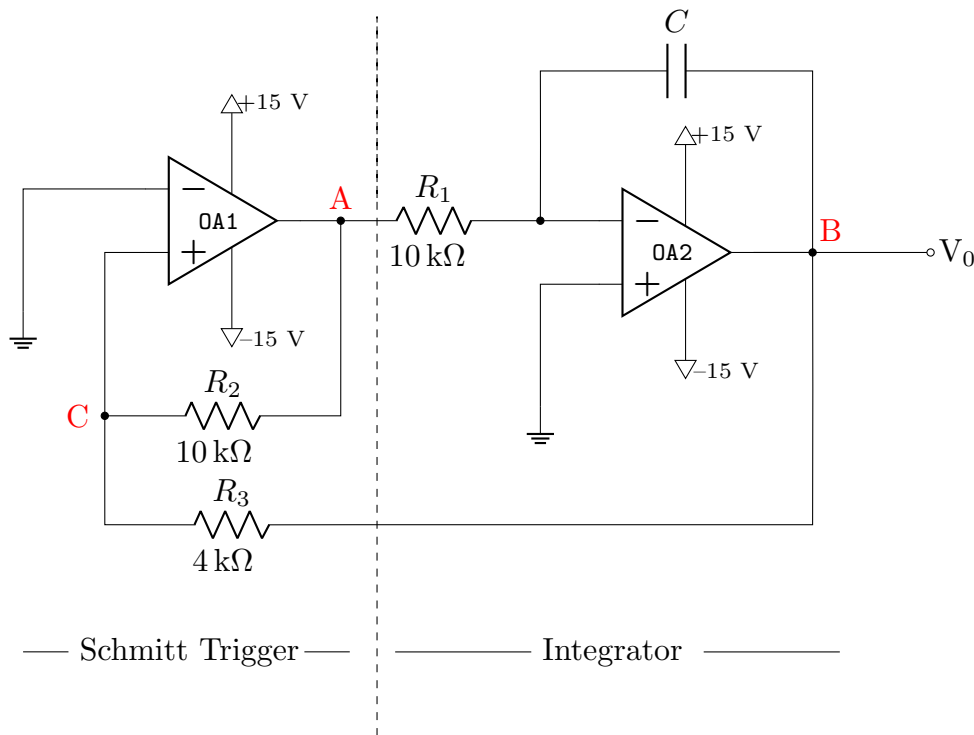 C
+15 V
+15 V
A
R₁
OA1
B
10 kΩ
OA2
V₀
–15 V
–15 V
R₂
C
10 kΩ
R₃
4 kΩ
Schmitt Trigger
Integrator